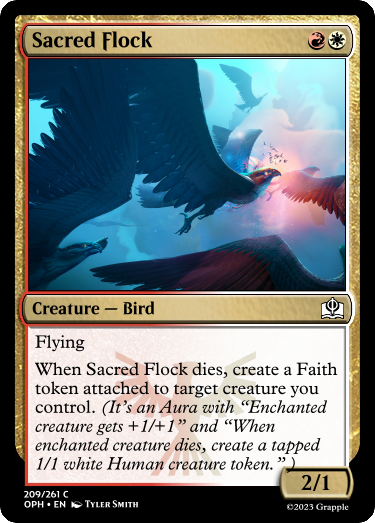 Sacred Flock
Creature — Bird
Flying
When Sacred Flock dies, create a Faith
token attached to target creature you
control. (It's an Aura with “Enchanted
creature gets +1/+1” and “When
enchanted creature dies, create a tapped
1/1 white Human creature token.” )
2/1
209/261 C
OPH • EN Tyler Smith
©2023 Grapple